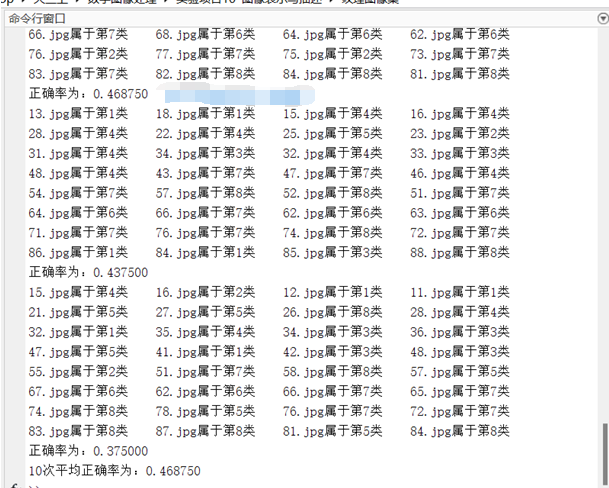 命令行窗口
66.jpg属于第7类 68.jpg属于第6类 64.jpg属于第6类 62.jpg属于第6类
76.jpg属于第2类 77.jpg属于第7类 75.jpg属于第2类 73.jpg属于第7类
83.jpg属于第7类 82.jpg属于第8类 84.jpg属于第8类 81.jpg属于第8类
正确率为：0.468750
13.jpg属于第1类 18.jpg属于第1类 15.jpg属于第4类 16.jpg属于第4类
28.jpg属于第4类 22.jpg属于第4类 25.jpg属于第5类 23.jpg属于第2类
31.jpg属于第4类 34.jpg属于第3类 32.jpg属于第4类 33.jpg属于第3类
48.jpg属于第4类 43.jpg属于第7类 47.jpg属于第7类 46.jpg属于第4类
54.jpg属于第7类 57.jpg属于第8类 52.jpg属于第8类 51.jpg属于第7类
64.jpg属于第6类 66.jpg属于第7类 62.jpg属于第6类 63.jpg属于第6类
71.jpg属于第7类 76.jpg属于第7类 74.jpg属于第8类 72.jpg属于第7类
86.jpg属于第1类 84.jpg属于第1类 85.jpg属于第3类 88.jpg属于第8类
正确率为：0.437500
15.jpg属于第4类 16.jpg属于第2类 12.jpg属于第1类 11.jpg属于第1类
21.jpg属于第5类 27.jpg属于第5类 26.jpg属于第8类 28.jpg属于第4类
32.jpg属于第1类 35.jpg属于第4类 34.jpg属于第3类 36.jpg属于第3类
47.jpg属于第5类 41.jpg属于第1类 42.jpg属于第3类 48.jpg属于第3类
55.jpg属于第2类 51.jpg属于第7类 58.jpg属于第8类 57.jpg属于第5类
67.jpg属于第6类 62.jpg属于第6类 66.jpg属于第7类 65.jpg属于第7类
74.jpg属于第8类 78.jpg属于第5类 76.jpg属于第7类 72.jpg属于第7类
83.jpg属于第8类 87.jpg属于第8类 81.jpg属于第5类 84.jpg属于第8类
正确率为：0.375000
10次平均正确率为：0.468750